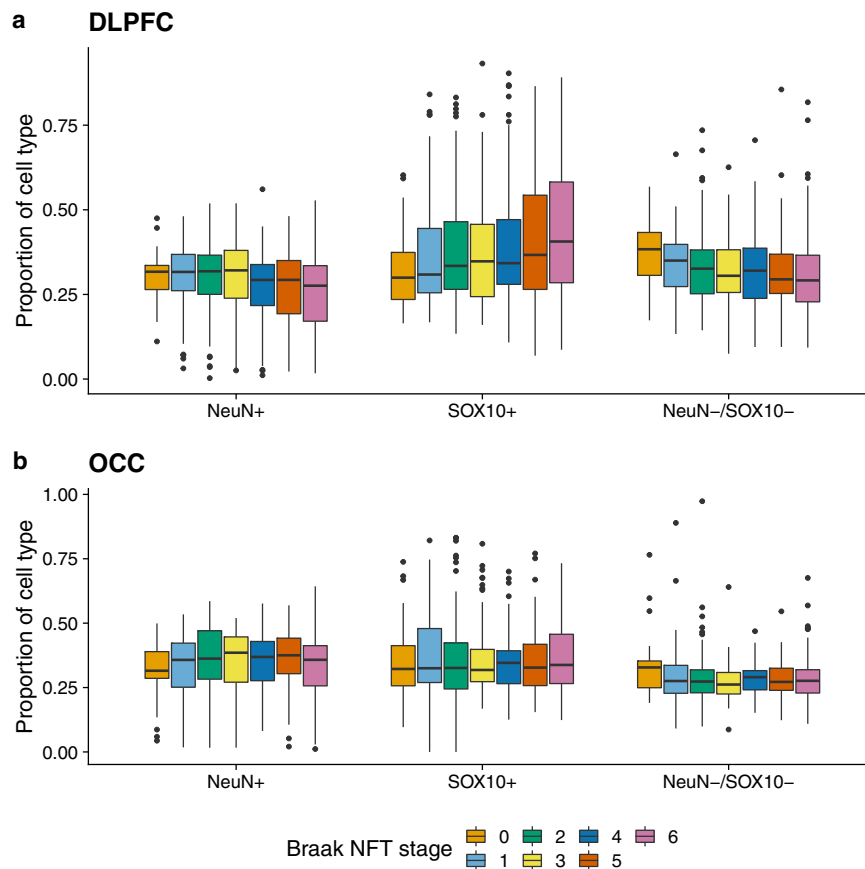 a DLPFC
Proportion of cell type
0.75
0.50
0.25
0.00
NeuN+ SOX10+ NeuN−/SOX10−
b OCC
Proportion of cell type
1.00
0.75
0.50
0.25
0.00
NeuN+ SOX10+ NeuN−/SOX10−
Braak NFT stage
0 2 4 6
1 3 5